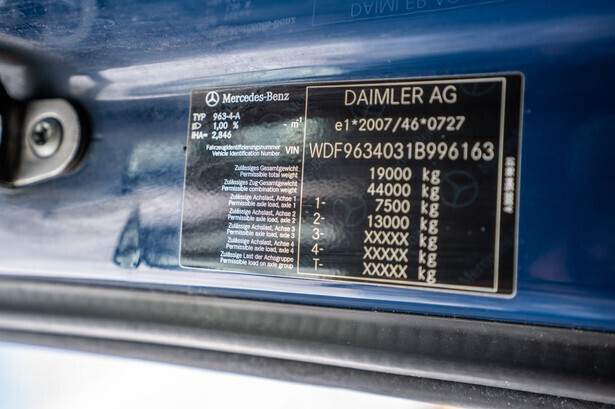 DAIMLER AG
Mercedes-Benz
TYP 963-4-A
D 1,00 % - m⁻¹
IHA= 2,846
DAIMLER AG
e1*2007/46*0727
Fahrzeugidentifizierungsnummer
Vehicle Identification Number VIN WDF9634031B996163
Zulässiges Gesamtgewicht
Permissible total weight 19000 kg
Zulässiges Zug-Gesamtgewicht
Permissible combination weight 44000 kg
Zulässige Achslast, Achse 1
Permissible axle load, axle 1 1- 7500 kg
Zulässige Achslast, Achse 2
Permissible axle load, axle 2 2- 13000 kg
Zulässige Achslast, Achse 3
Permissible axle load, axle 3 3- XXXXX kg
Zulässige Achslast, Achse 4
Permissible axle load, axle 4 4- XXXXX kg
Zulässige Last der Achsgruppe
Permissible load on axle group T- XXXXX kg